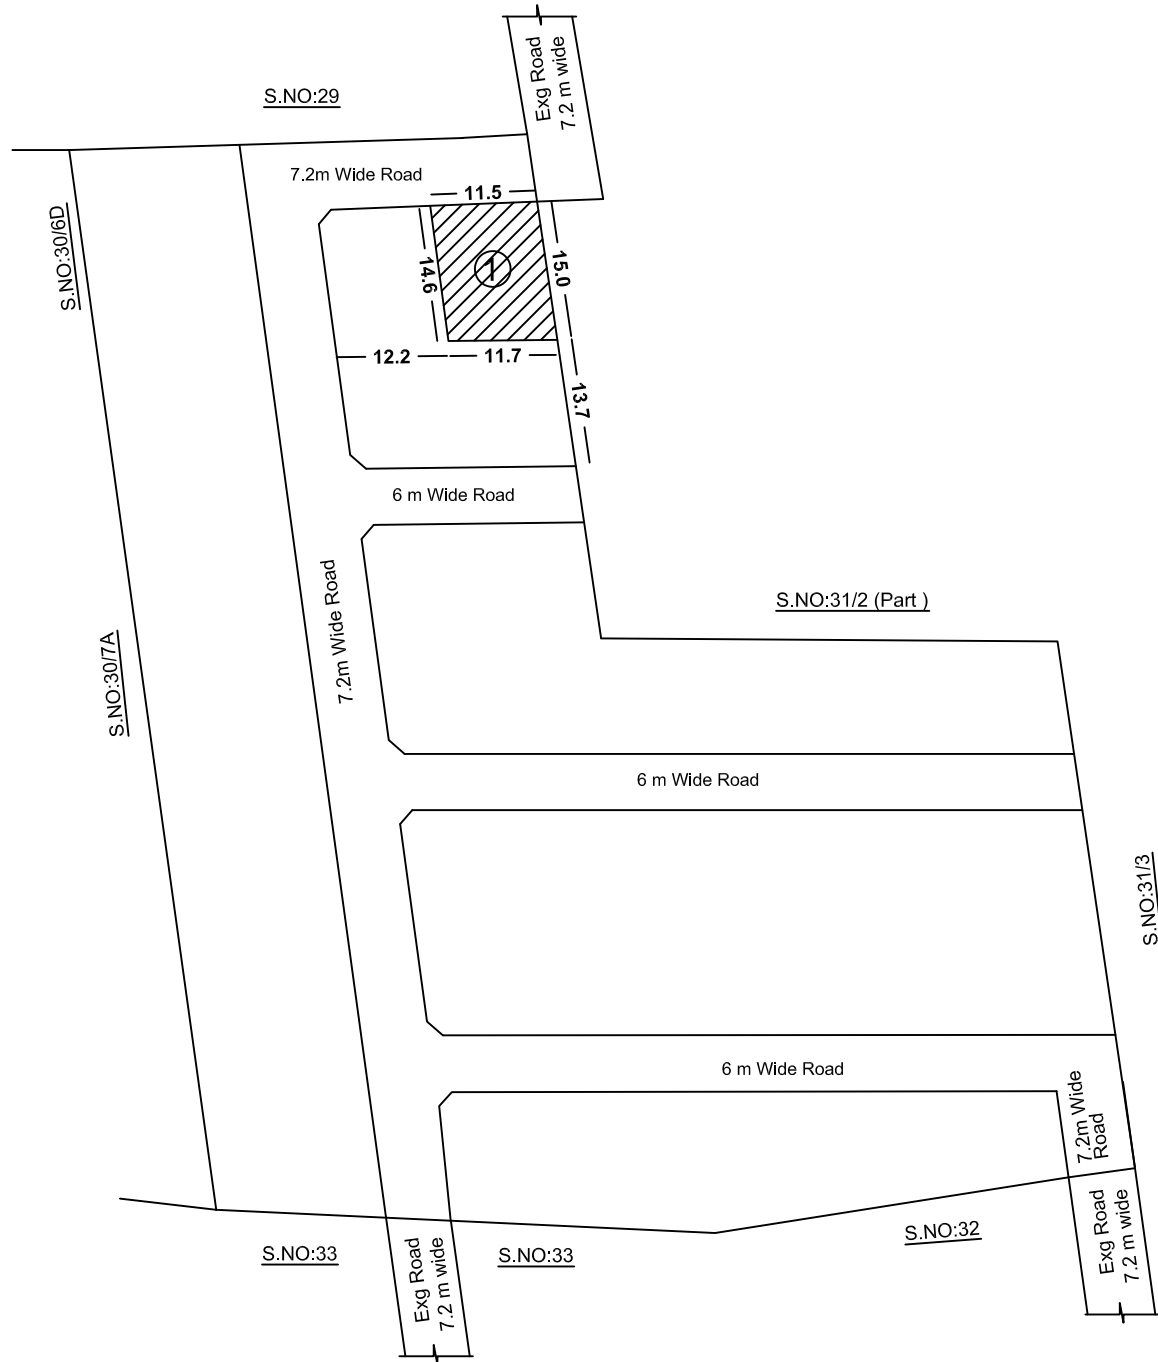 Exg Road
7.2 m wide
S.NO:29
7.2m Wide Road
11.5
S.NO:30/6D
14.6
1
15.0
12.2
11.7
13.7
6 m Wide Road
7.2m Wide Road
S.NO:31/2 (Part )
S.NO:30/7A
6 m Wide Road
S.NO:31/3
6 m Wide Road
7.2m Wide
Road
S.NO:33
Exg Road
7.2 m wide
S.NO:33
S.NO:32
Exg Road
7.2 m wide